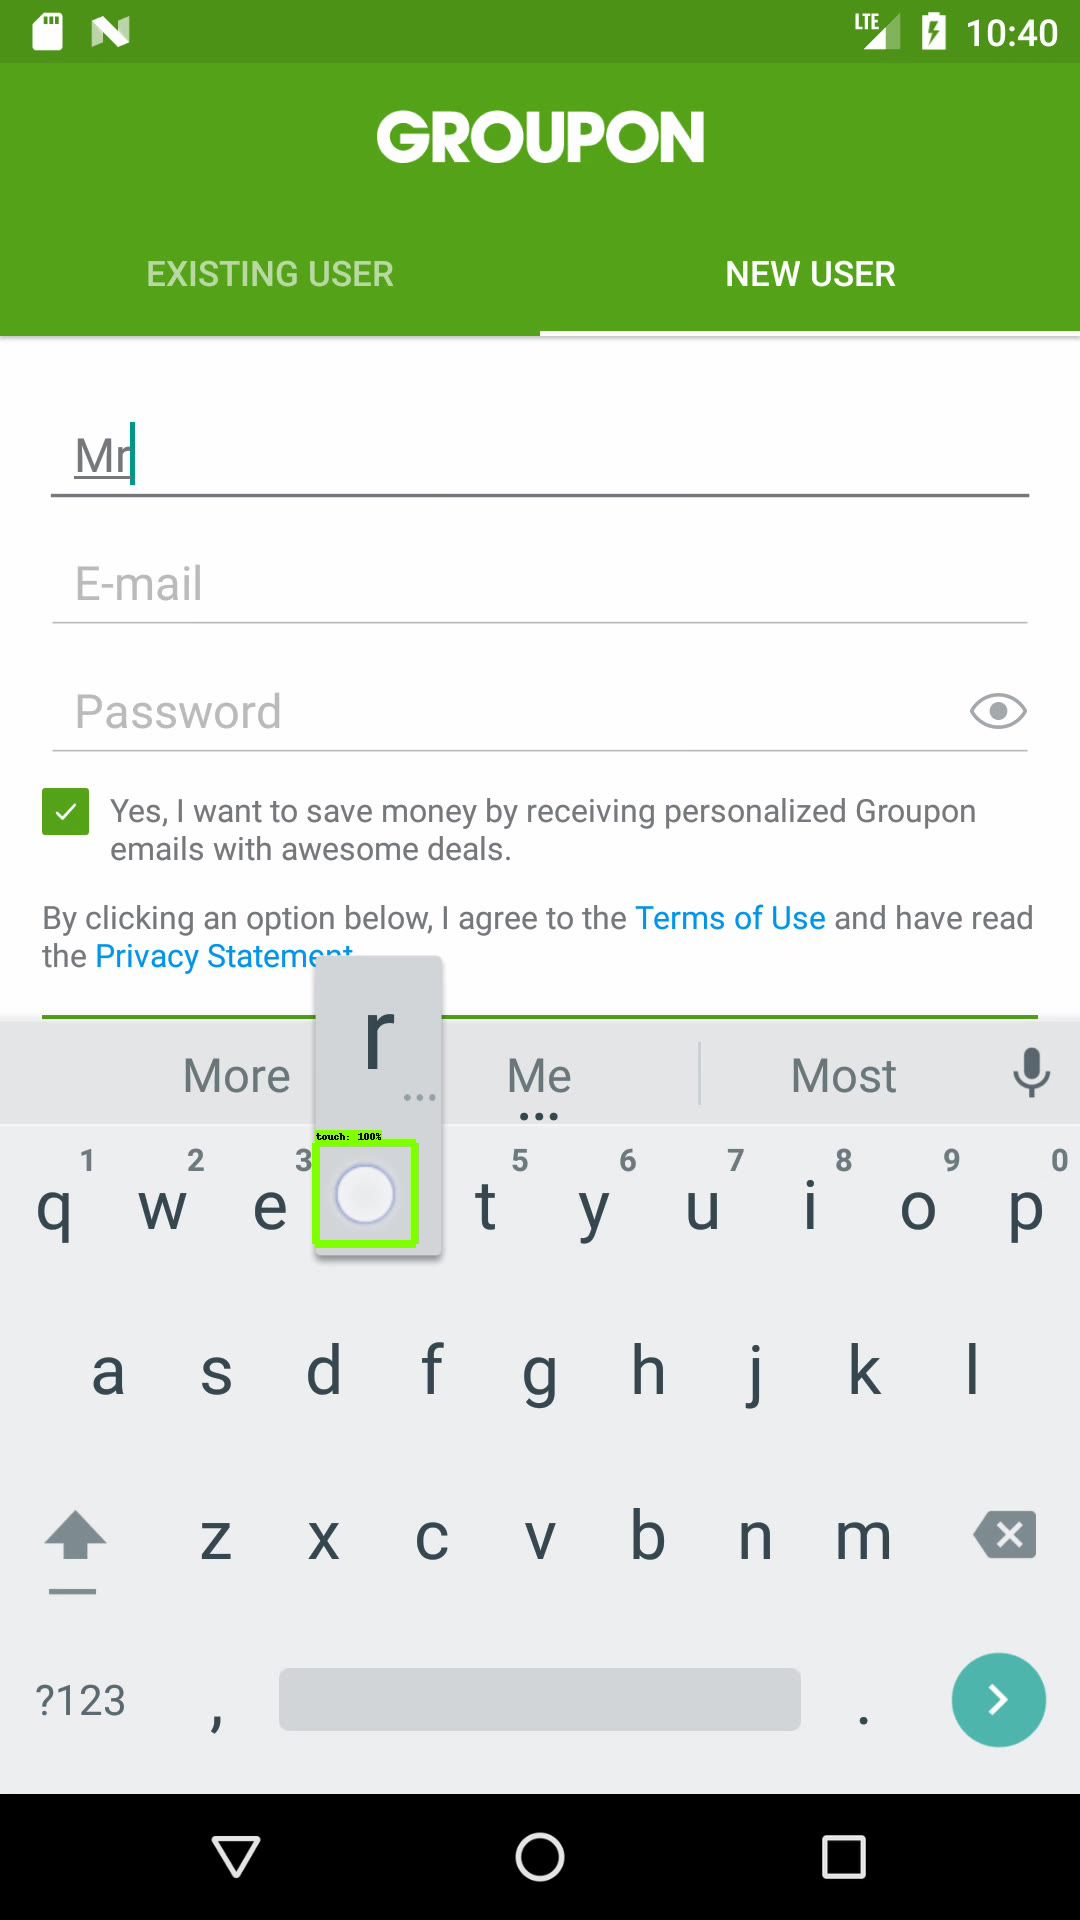 LTE 10:40
GROUPON
EXISTING USER NEW USER
Mr
E-mail
Password
Yes, I want to save money by receiving personalized Groupon
emails with awesome deals.
By clicking an option below, I agree to the Terms of Use and have read
the Privacy Statement
r
More Me Most
touch: 100%
1 2 3 5 6 7 8 9 0
q w e t y u i o p
a s d f g h j k l
z x c v b n m
?123 , .